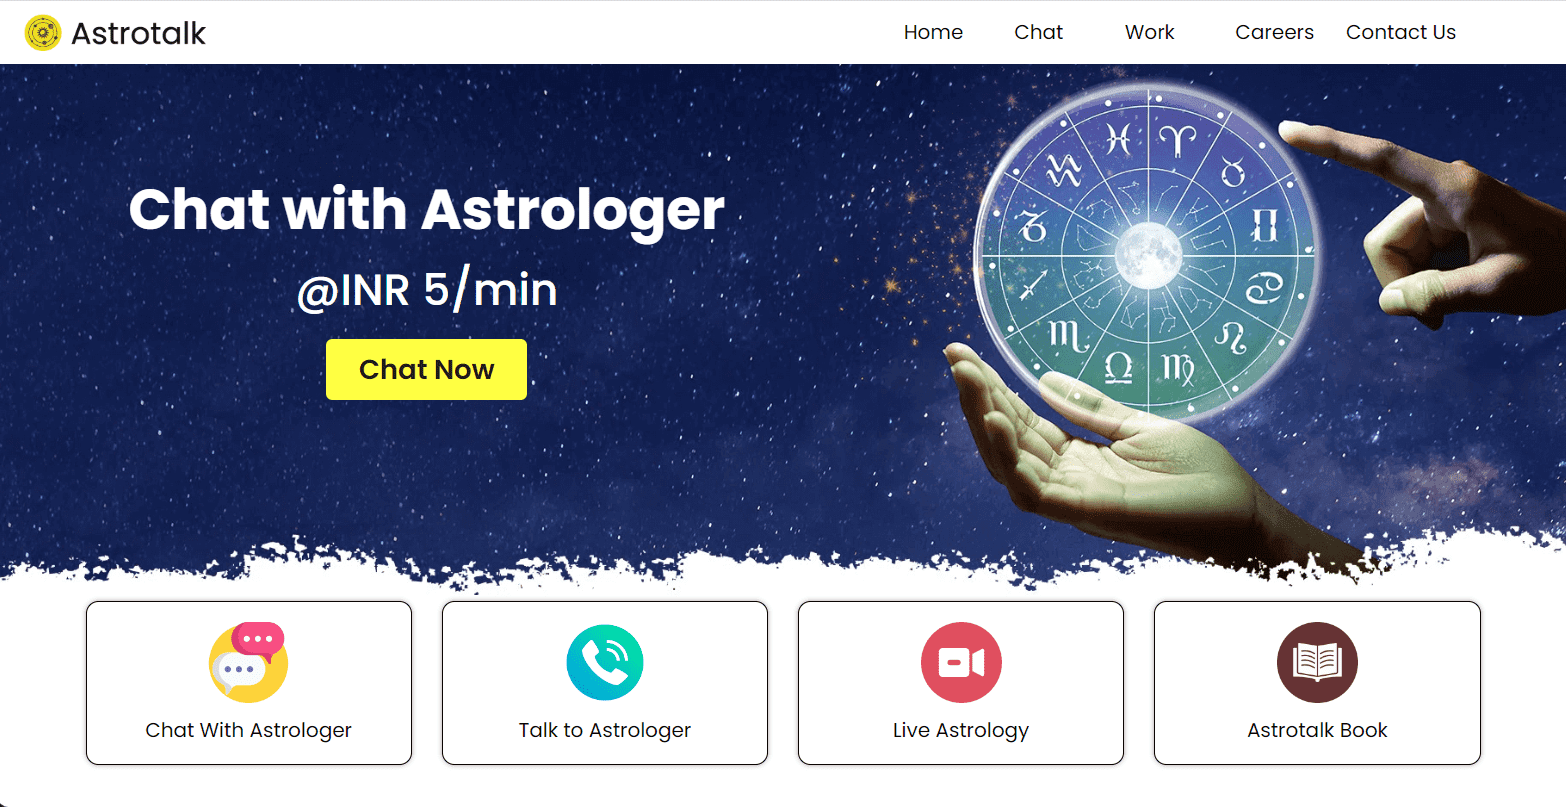 Astrotalk
Home
Chat
Work
Careers
Contact Us
Chat with Astrologer
@INR 5/min
Chat Now
Chat With Astrologer
Talk to Astrologer
Live Astrology
Astrotalk Book